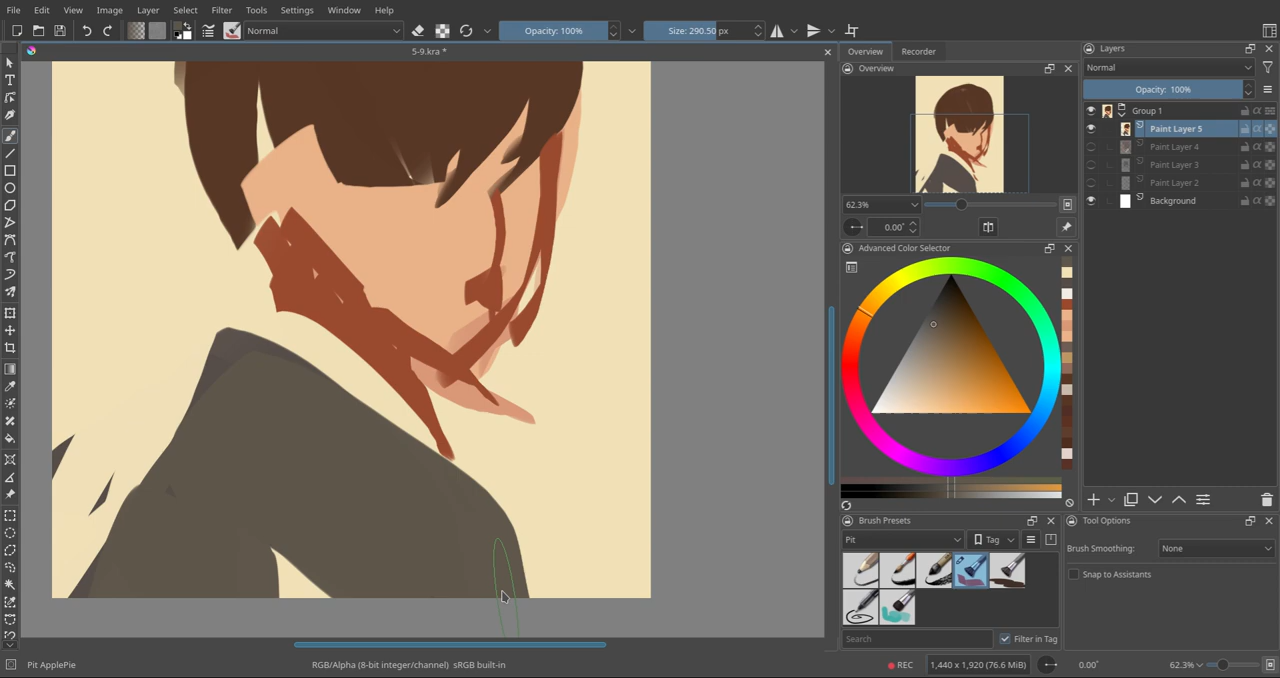 File Edit View Image Layer Select Filter Tools Settings Window Help
Normal Opacity: 100% Size: 290.50 px
5-9.kra *
Overview Recorder
Overview
62.3%
0.00°
Advanced Color Selector
Brush Presets
Pit Tag
Search Filter in Tag
Layers
Normal
Opacity: 100%
Group 1
Paint Layer 5
Paint Layer 4
Paint Layer 3
Paint Layer 2
Background
Tool Options
Brush Smoothing: None
Snap to Assistants
Pit ApplePie RGB/Alpha (8-bit integer/channel) sRGB built-in REC 1,440 x 1,920 (76.6 MiB) 0.00° 62.3%